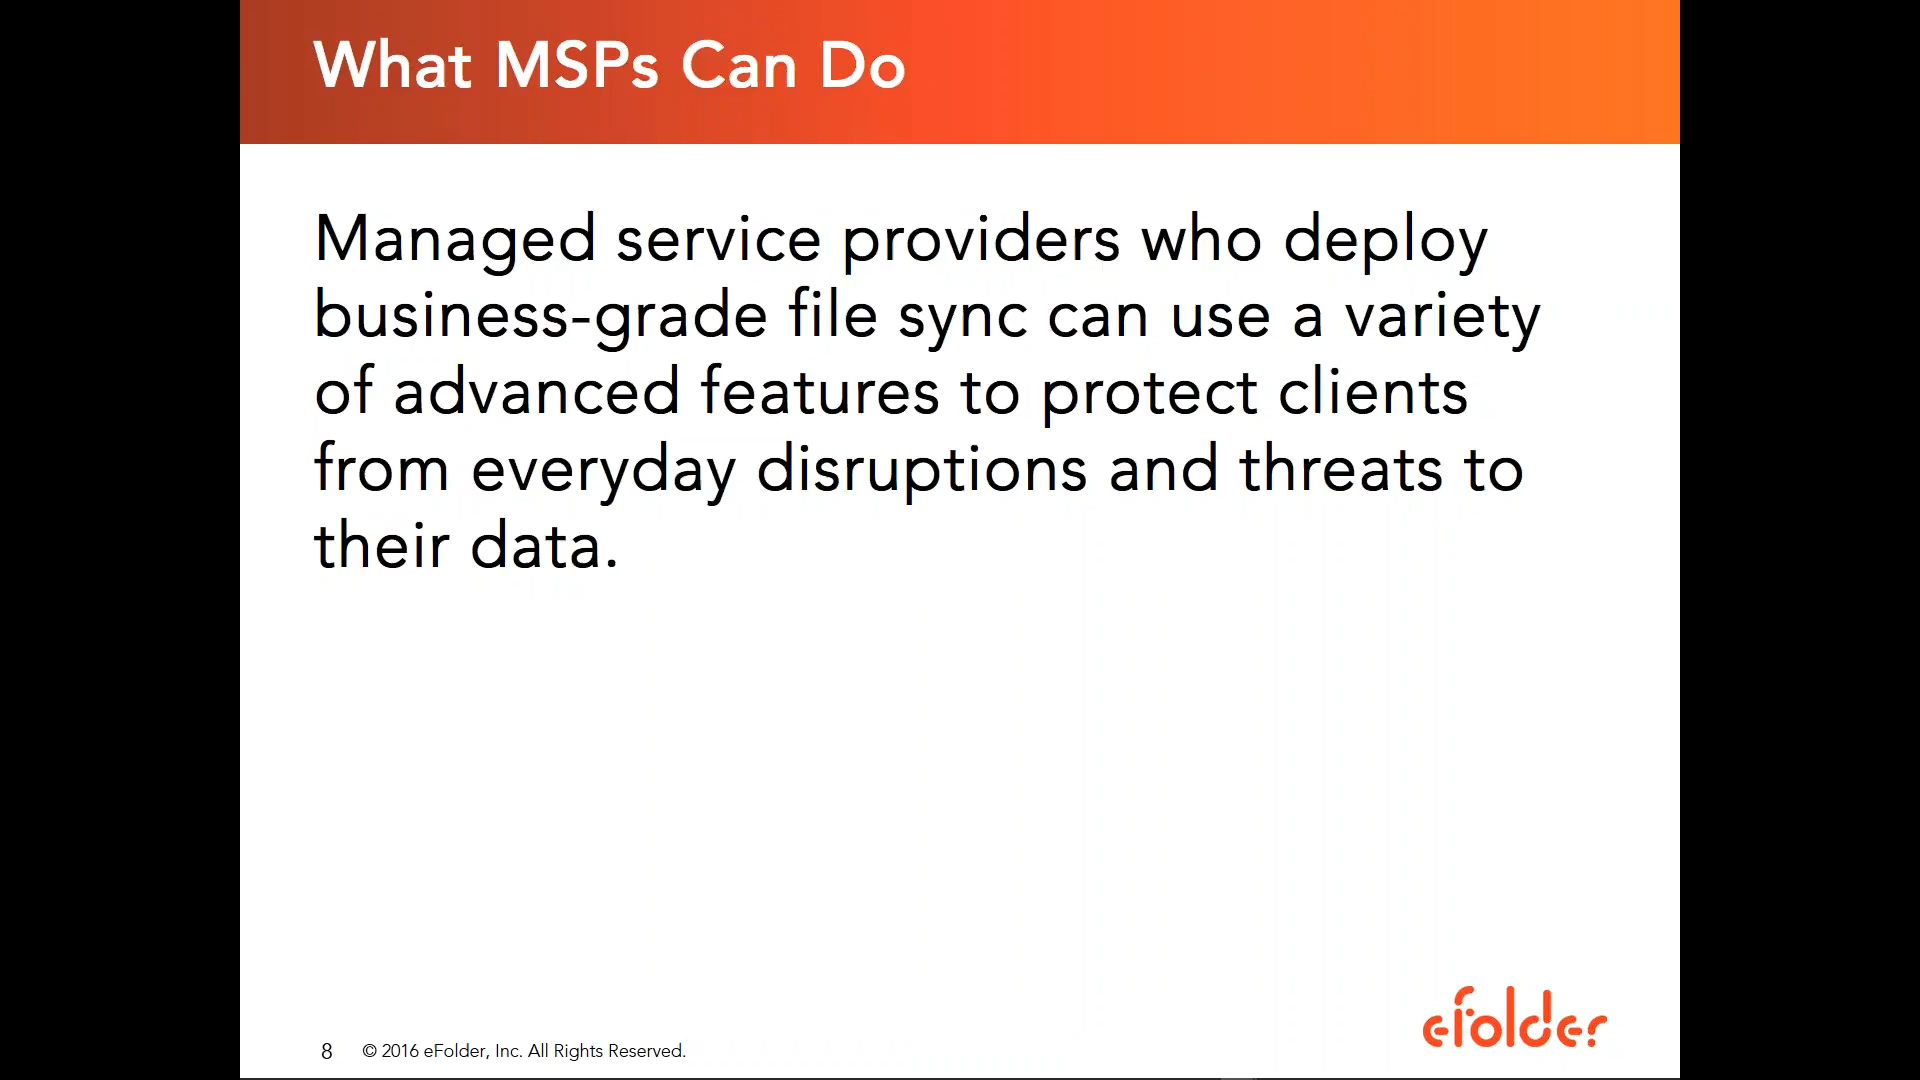 What MSPs Can Do
Managed service providers who deploy
business-grade file sync can use a variety
of advanced features to protect clients
from everyday disruptions and threats to
their data.
efolder
8 © 2016 eFolder, Inc. All Rights Reserved.